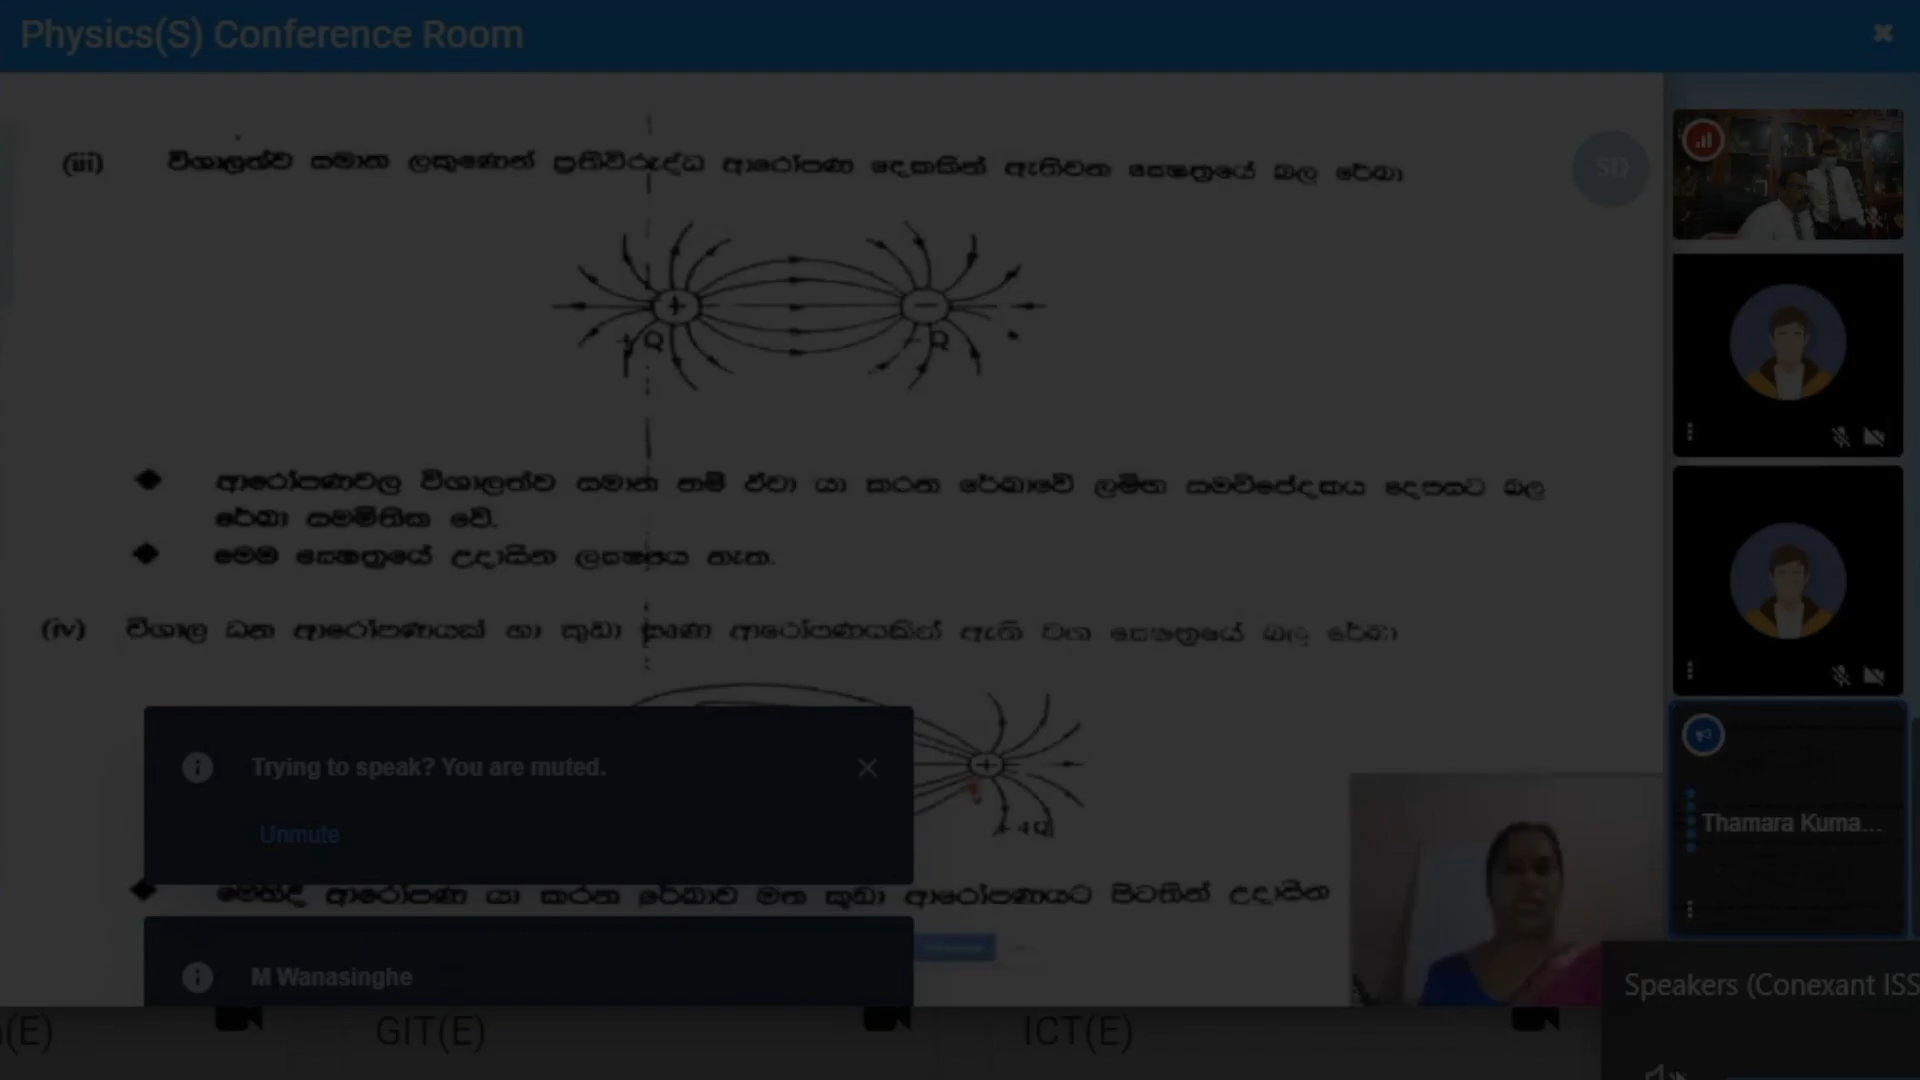 Physics(S) Conference Room
(iii) විශාලත්ව සමාන ලකුණෙන් ප්‍රතිවිරුද්ධ ආරෝපණ දෙකකින් ඇතිවන ක්ෂේත්‍රයේ බල රේඛා
SD
+
−
+Q
−Q
◆ ආරෝපණවල විශාලත්ව සමාන නම් ඒවා යා කරන රේඛාවේ ලම්භ සමච්ඡේදකය දෙපසට බල
රේඛා සමමිතික වේ.
◆ මෙම ක්ෂේත්‍රයේ උදාසීන ලක්ෂ්‍යය නැත.
(iv) විශාල ධන ආරෝපණයක් හා කුඩා සෘණ ආරෝපණයකින් ඇති වන ක්ෂේත්‍රයේ බල රේඛා
+
Trying to speak? You are muted.
Unmute
Thamara Kuma...
◆ මෙහිදී ආරෝපණ යා කරන රේඛාව මත කුඩා ආරෝපණයට පිටතින් උදාසීන
M Wanasinghe
Speakers (Conexant ISS
(E)
GIT(E)
ICT(E)